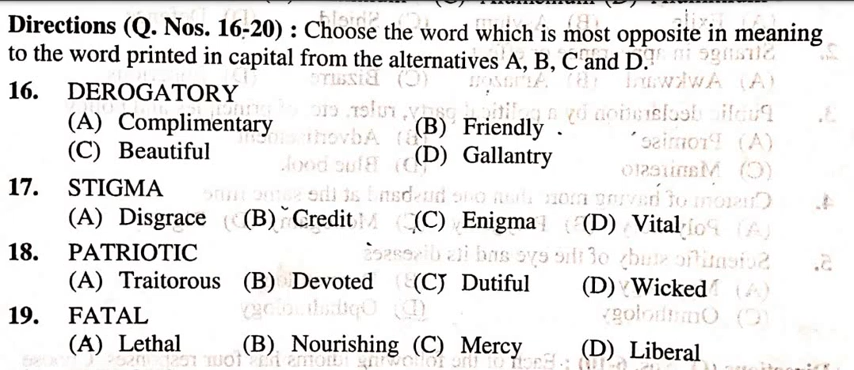 Directions (Q. Nos. 16-20) : Choose the word which is most opposite in meaning
to the word printed in capital from the alternatives A, B, C and D.
16. DEROGATORY
(A) Complimentary (B) Friendly
(C) Beautiful (D) Gallantry
17. STIGMA
(A) Disgrace (B) Credit (C) Enigma (D) Vital
18. PATRIOTIC
(A) Traitorous (B) Devoted (C) Dutiful (D) Wicked
19. FATAL
(A) Lethal (B) Nourishing (C) Mercy (D) Liberal